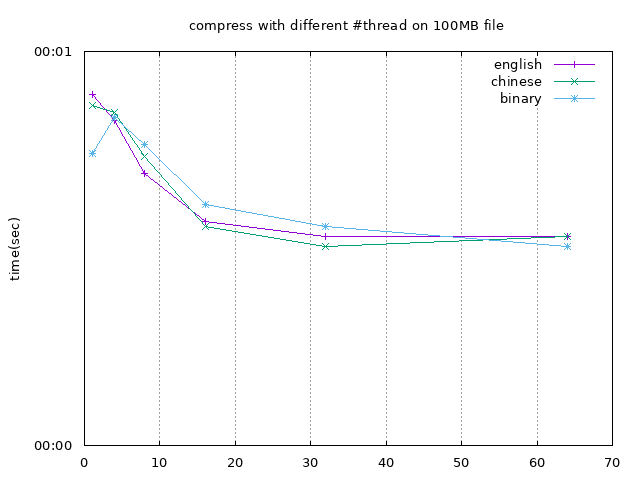 compress with different #thread on 100MB file
00:01
english
chinese
binary
time(sec)
00:00
0 10 20 30 40 50 60 70